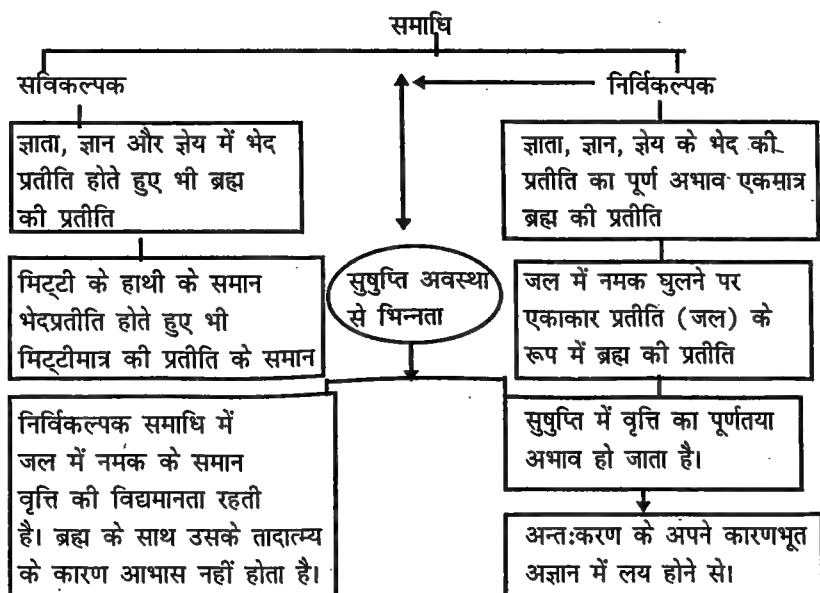 समाधि
सविकल्पक
निर्विकल्पक
ज्ञाता, ज्ञान और ज्ञेय में भेद
प्रतीति होते हुए भी ब्रह्म
की प्रतीति
ज्ञाता, ज्ञान, ज्ञेय के भेद की
प्रतीति का पूर्ण अभाव एकमात्र
ब्रह्म की प्रतीति
मिट्टी के हाथी के समान
भेदप्रतीति होते हुए भी
मिट्टीमात्र की प्रतीति के समान
सुषुप्ति अवस्था
से भिन्नता
जल में नमक घुलने पर
एकाकार प्रतीति (जल) के
रूप में ब्रह्म की प्रतीति
निर्विकल्पक समाधि में
जल में नमक के समान
वृत्ति की विद्यमानता रहती
है। ब्रह्म के साथ उसके तादात्म्य
के कारण आभास नहीं होता है।
सुषुप्ति में वृत्ति का पूर्णतया
अभाव हो जाता है।
अन्तःकरण के अपने कारणभूत
अज्ञान में लय होने से।